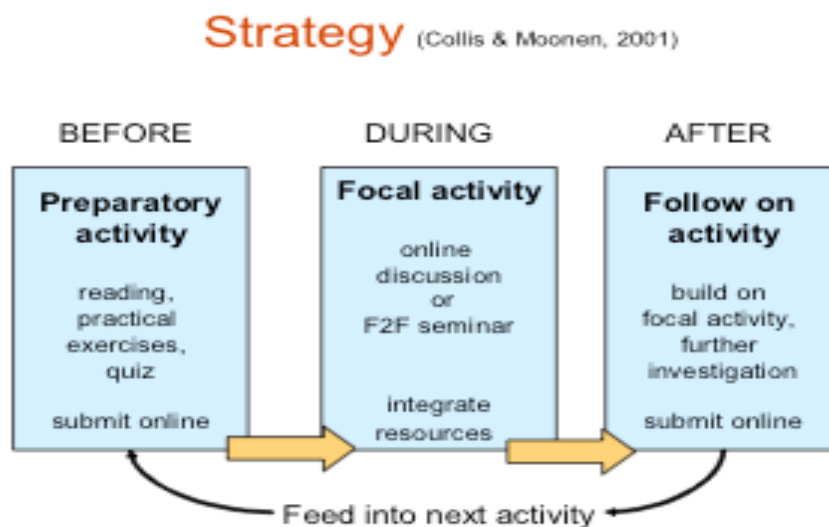 Strategy (Collis & Moonen, 2001)
BEFORE
Preparatory
activity
reading,
practical
exercises,
quiz
submit online
DURING
Focal activity
online
discussion
or
F2F seminar
integrate
resources
AFTER
Follow on
activity
build on
focal activity,
further
investigation
submit online
Feed into next activity